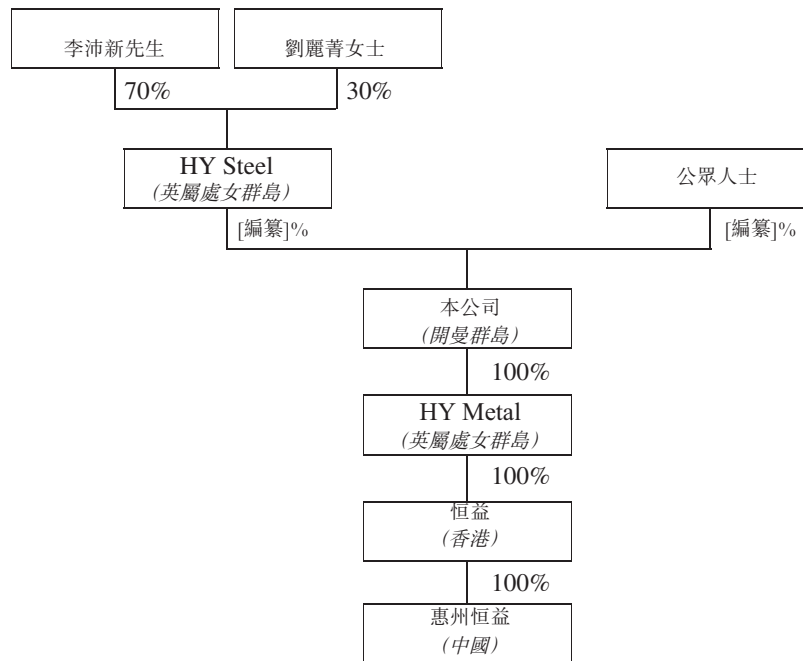 李沛新先生
劉麗菁女士
70%
30%
HY Steel
(英屬處女群島)
公眾人士
[編纂]%
[編纂]%
本公司
(開曼群島)
100%
HY Metal
(英屬處女群島)
100%
恒益
(香港)
100%
惠州恒益
(中國)